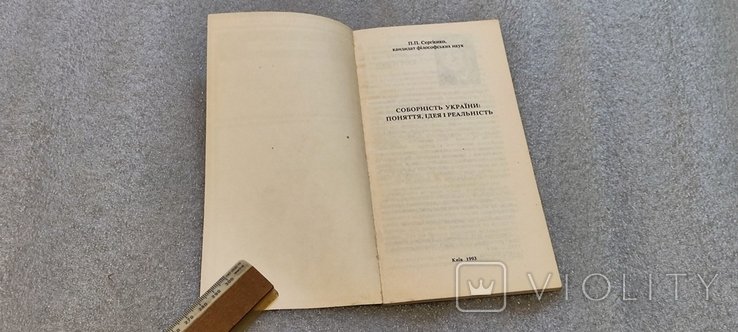 П.П. Сергієнко,
кандидат філософських наук
СОБОРНІСТЬ УКРАЇНИ:
ПОНЯТТЯ, ІДЕЯ І РЕАЛЬНІСТЬ
Київ 1993
VIOLITY